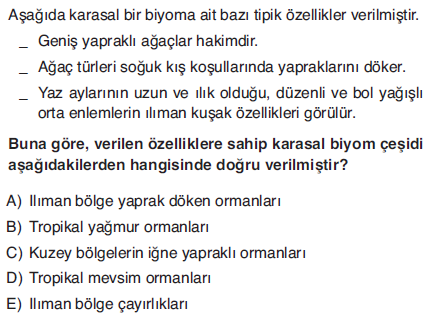 Aşağıda karasal bir biyoma ait bazı tipik özellikler verilmiştir.
_ Geniş yapraklı ağaçlar hakimdir.
_ Ağaç türleri soğuk kış koşullarında yapraklarını döker.
_ Yaz aylarının uzun ve ılık olduğu, düzenli ve bol yağışlı
orta enlemlerin ılıman kuşak özellikleri görülür.
Buna göre, verilen özelliklere sahip karasal biyom çeşidi
aşağıdakilerden hangisinde doğru verilmiştir?
A) Ilıman bölge yaprak döken ormanları
B) Tropikal yağmur ormanları
C) Kuzey bölgelerin iğne yapraklı ormanları
D) Tropikal mevsim ormanları
E) Ilıman bölge çayırlıkları